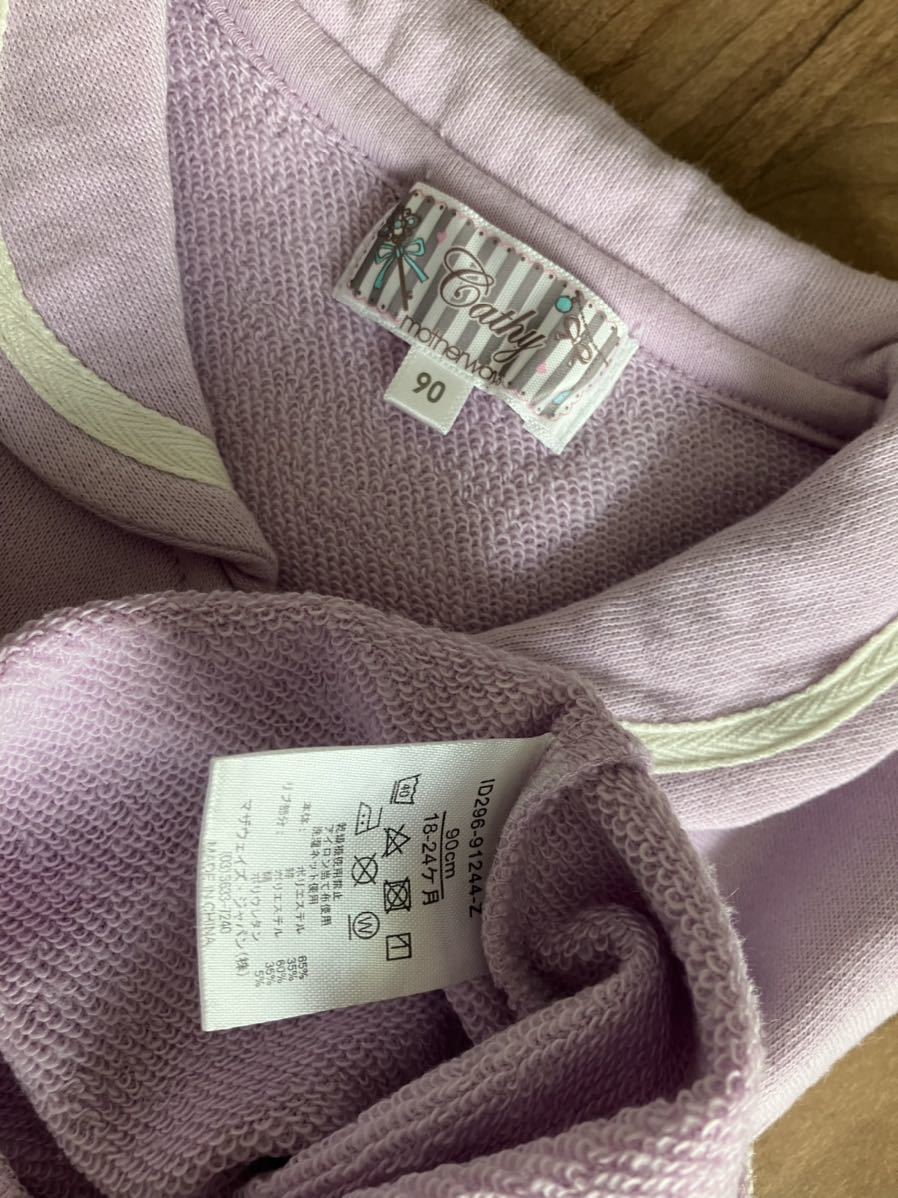 Cathy
motherways
90
ID296-91244-Z
90cm
18-24ケ月
40
W
乾燥機使用禁止
アイロン当て布使用
洗濯ネット使用
本体: ポリエステル 65%
綿 35%
リブ部分: ポリエステル 60%
綿 35%
ポリウレタン 5%
マザウェイズ・ジャパン(株)
MADE IN CHINA